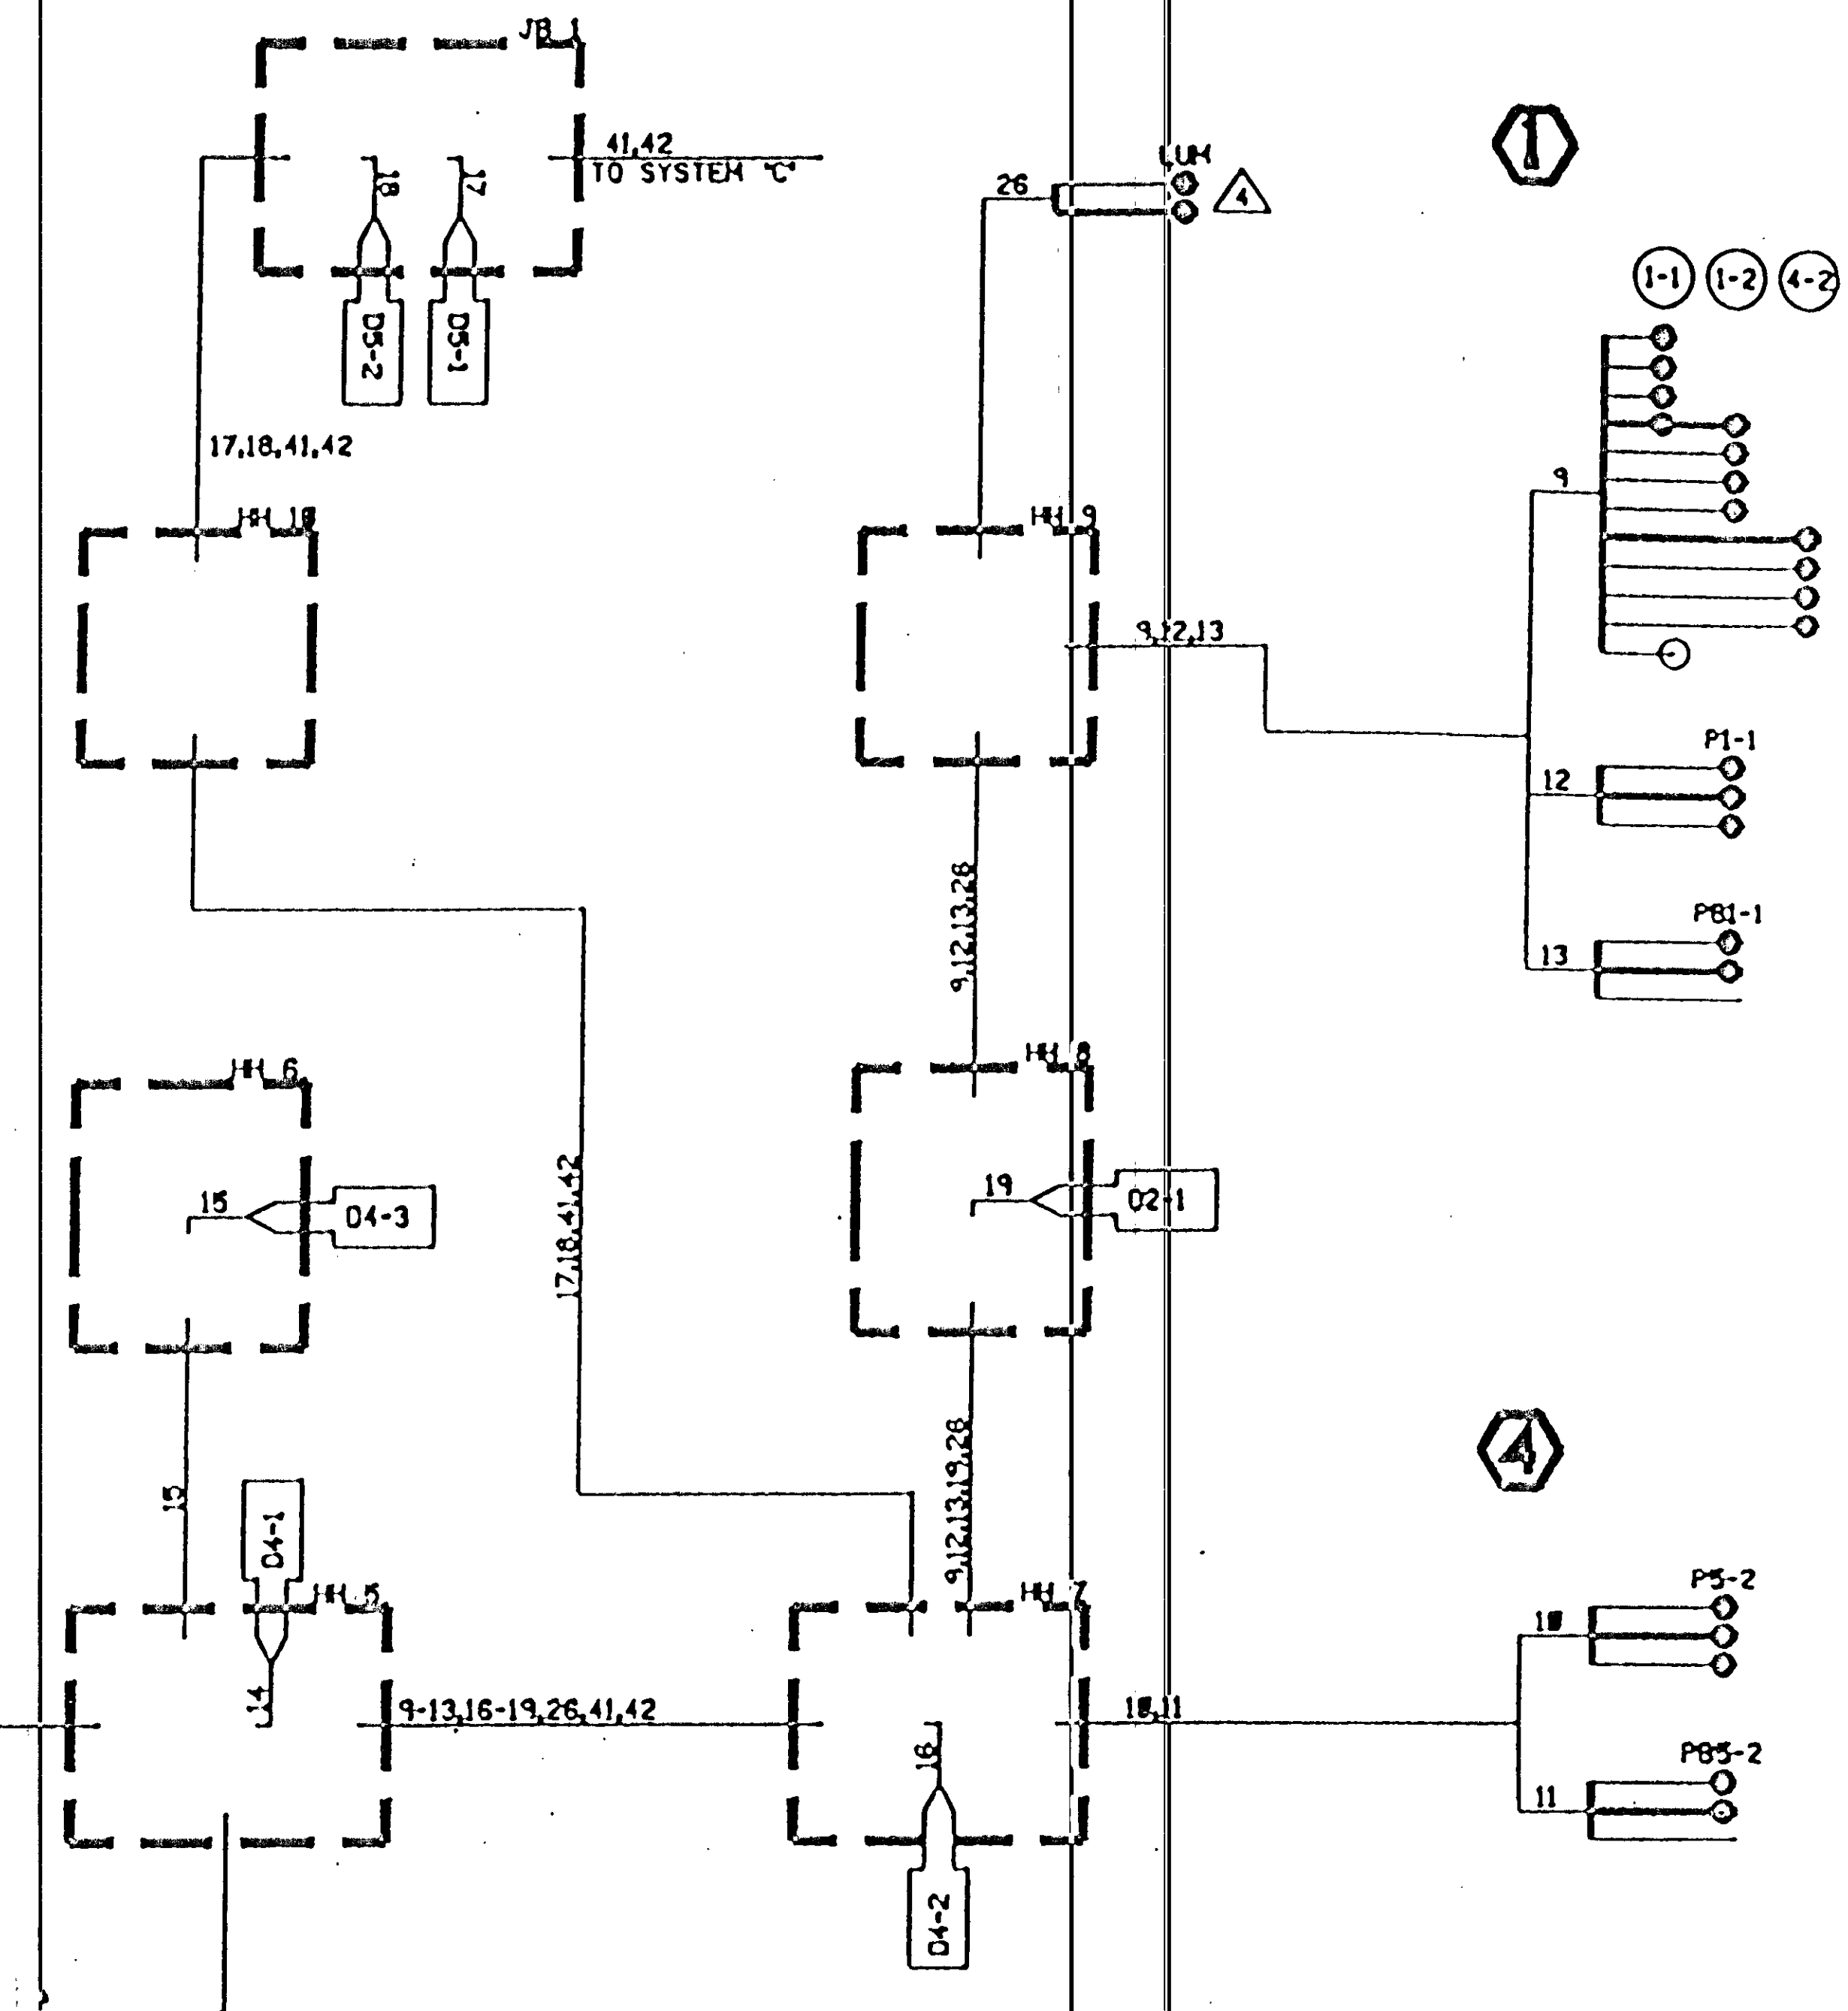 JB 1
41,42
TO SYSTEM "C"
18
17
D5-2
D5-1
26
LUM
4
1
1-1
1-2
4-2
17,18,41,42
HH 10
HH 9
9
9,12,13
P1-1
12
9,12,13,26
PB1-1
13
HH 6
HH 8
15
D4-3
19
D2-1
17,18,41,42
15
D4-1
9,12,13,19,26
4
HH 5
HH 7
P5-2
10
14
9-13,16-19,26,41,42
16
10,11
PB5-2
11
D4-2